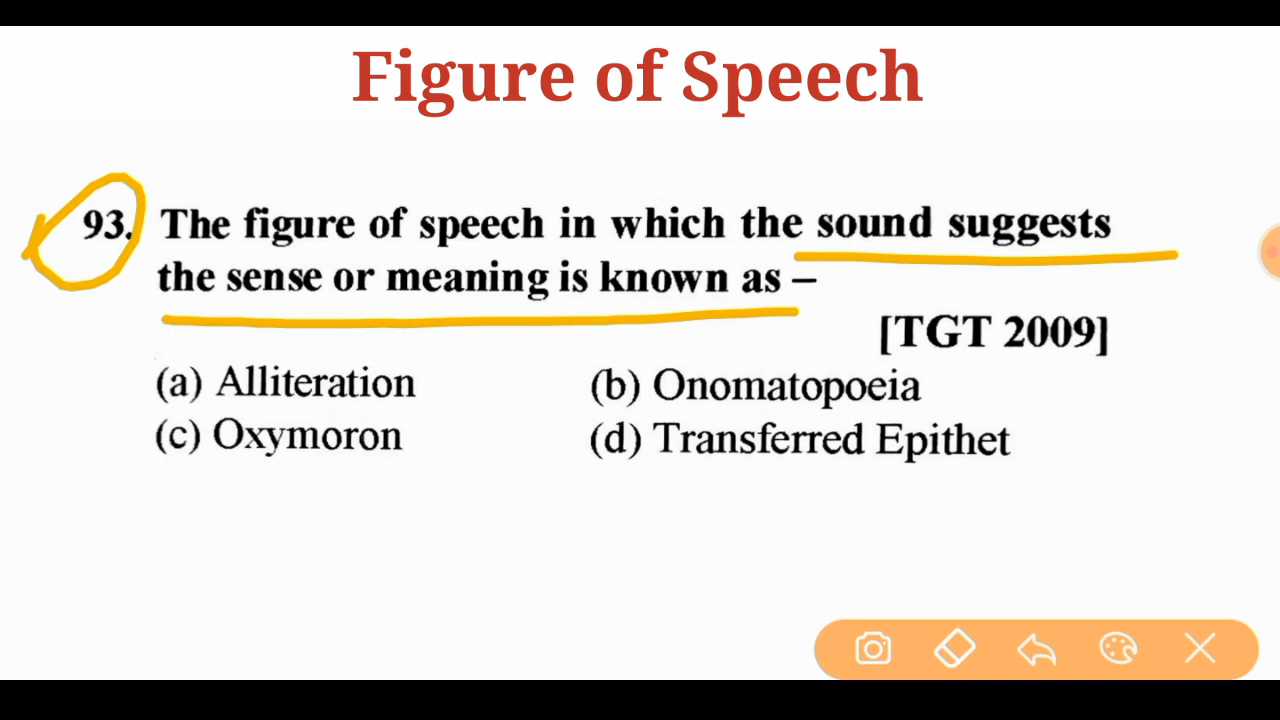 Figure of Speech
93. The figure of speech in which the sound suggests
the sense or meaning is known as –
[TGT 2009]
(a) Alliteration (b) Onomatopoeia
(c) Oxymoron (d) Transferred Epithet